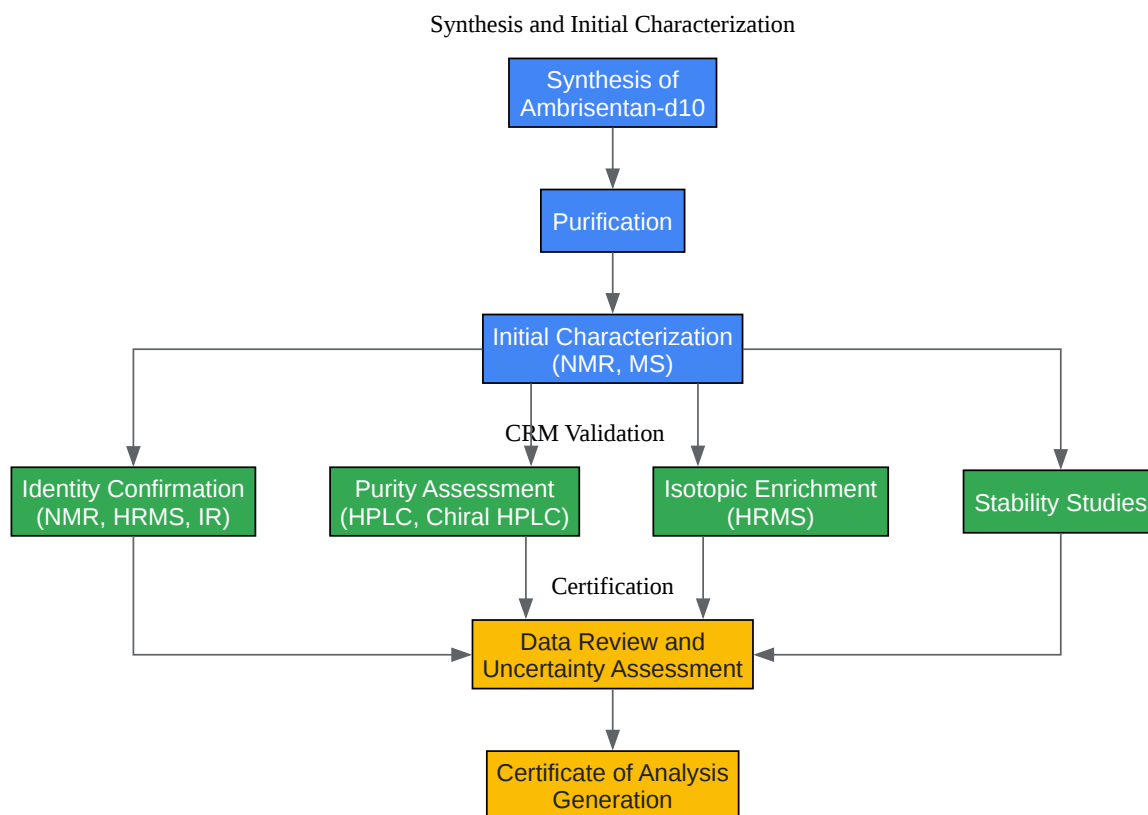 Synthesis and Initial Characterization
Synthesis of
Ambrisentan-d10
Purification
Initial Characterization
(NMR, MS)
CRM Validation
Identity Confirmation
(NMR, HRMS, IR)
Purity Assessment
(HPLC, Chiral HPLC)
Isotopic Enrichment
(HRMS)
Stability Studies
Certification
Data Review and
Uncertainty Assessment
Certificate of Analysis
Generation